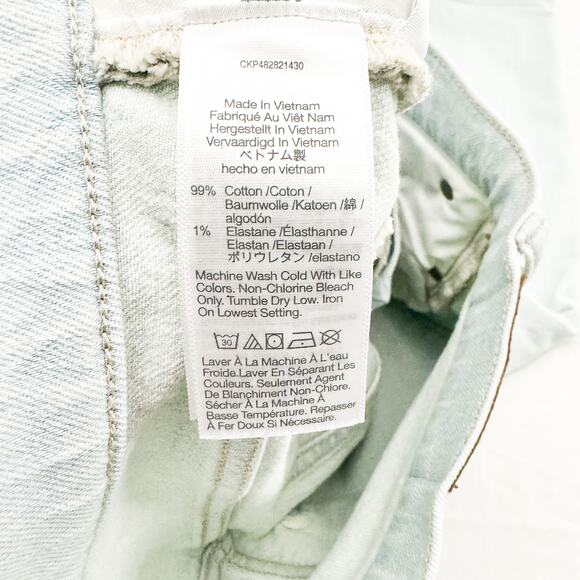 CKP482821430
Made In Vietnam
Fabriqué Au Viêt Nam
Hergestellt In Vietnam
Vervaardigd In Vietnam
ベトナム製
hecho en vietnam
99% Cotton /Coton /
Baumwolle /Katoen /綿 /
algodón
1% Elastane /Élasthanne /
Elastan /Elastaan /
ポリウレタン /elastano
Machine Wash Cold With Like
Colors. Non-Chlorine Bleach
Only. Tumble Dry Low. Iron
On Lowest Setting.
30
Laver À La Machine À L'eau
Froide.Laver En Séparant Les
Couleurs. Seulement Agent
De Blanchiment Non-Chlore.
Sécher À La Machine À
Basse Température. Repasser
À Fer Doux Si Nécessaire.